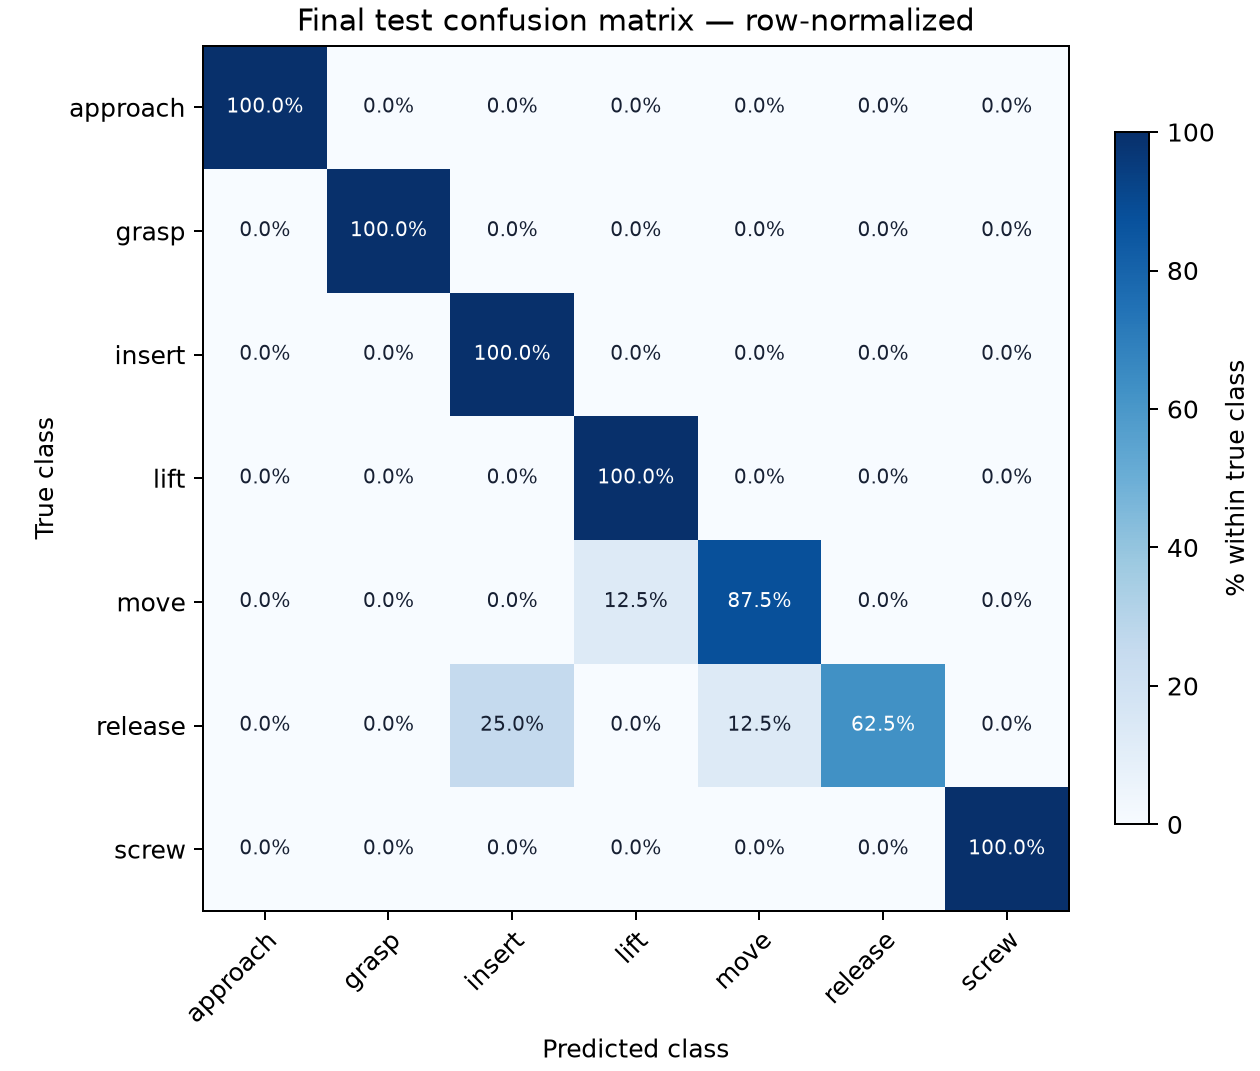 Final test confusion matrix — row-normalized
approach 100.0% 0.0% 0.0% 0.0% 0.0% 0.0% 0.0%
grasp 0.0% 100.0% 0.0% 0.0% 0.0% 0.0% 0.0%
insert 0.0% 0.0% 100.0% 0.0% 0.0% 0.0% 0.0%
lift 0.0% 0.0% 0.0% 100.0% 0.0% 0.0% 0.0%
move 0.0% 0.0% 0.0% 12.5% 87.5% 0.0% 0.0%
release 0.0% 0.0% 25.0% 0.0% 12.5% 62.5% 0.0%
screw 0.0% 0.0% 0.0% 0.0% 0.0% 0.0% 100.0%
True class
approach grasp insert lift move release screw
Predicted class
100
80
60
40
20
0
% within true class